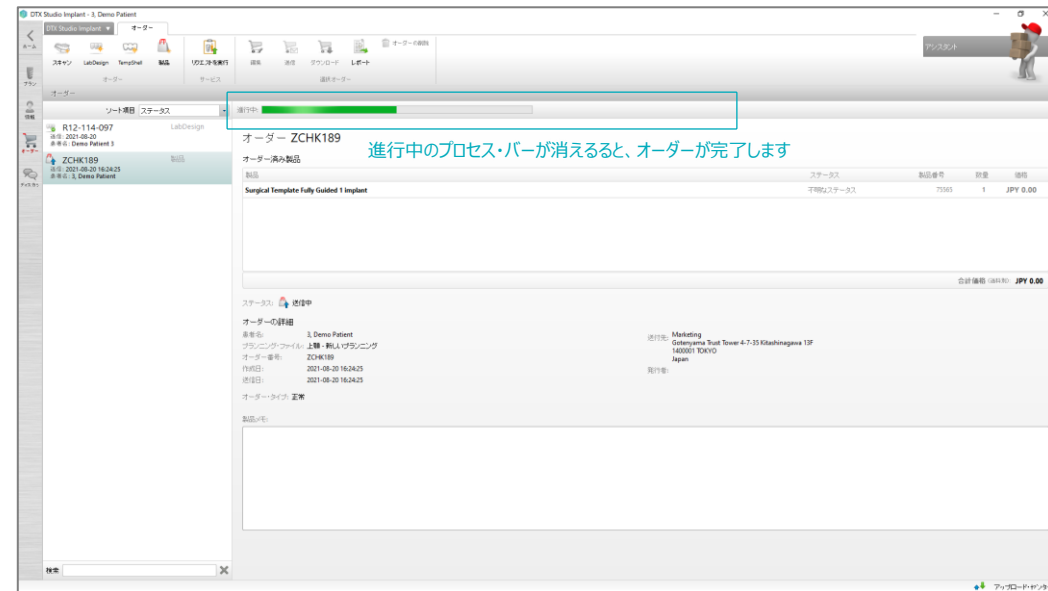 DTX Studio Implant - 3, Demo Patient
DTX Studio Implant ▼ オーダー
ホーム
スキャン LabDesign TempShell 製品 リクエストを実行 編集 送信 ダウンロード レポート オーダーの削除
オーダー サービス 選択オーダー
アシスタント
プラン
オーダー
情報
ソート項目 ステータス
進行中:
R12-114-097 LabDesign
送信: 2021-08-20
患者名: Demo Patient 3
オーダー
ZCHK189 製品
送信: 2021-08-20 16:24:25
患者名: 3, Demo Patient
オーダー ZCHK189
進行中のプロセス・バーが消えるると、オーダーが完了します
オーダー済み製品
製品 ステータス 製品番号 数量 価格
Surgical Template Fully Guided 1 implant 不明なステータス 75565 1 JPY 0.00
合計価格 JPY 0.00
ステータス: 送信中
オーダーの詳細
患者名: 3, Demo Patient
プランニング・ファイル: 上顎 - 新しいプランニング
オーダー番号: ZCHK189
作成日: 2021-08-20 16:24:25
送信日: 2021-08-20 16:24:25
送付先: Marketing
Gotenyama Trust Tower 4-7-35 Kitashinagawa 13F
1400001 TOKYO
Japan
発行者:
オーダー・タイプ: 正常
製品メモ:
検索
アップロード・センター